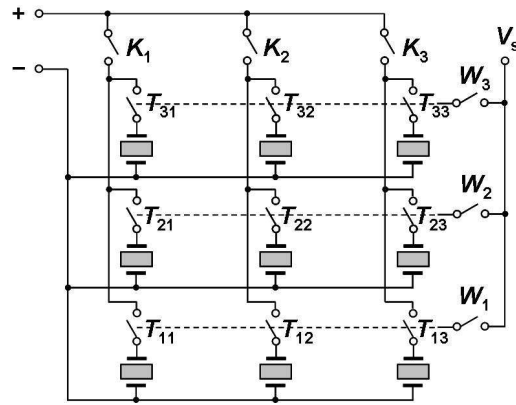 +
K₁ K₂ K₃ Vₛ
−
W₃
T₃₁ T₃₂ T₃₃
W₂
T₂₁ T₂₂ T₂₃
W₁
T₁₁ T₁₂ T₁₃